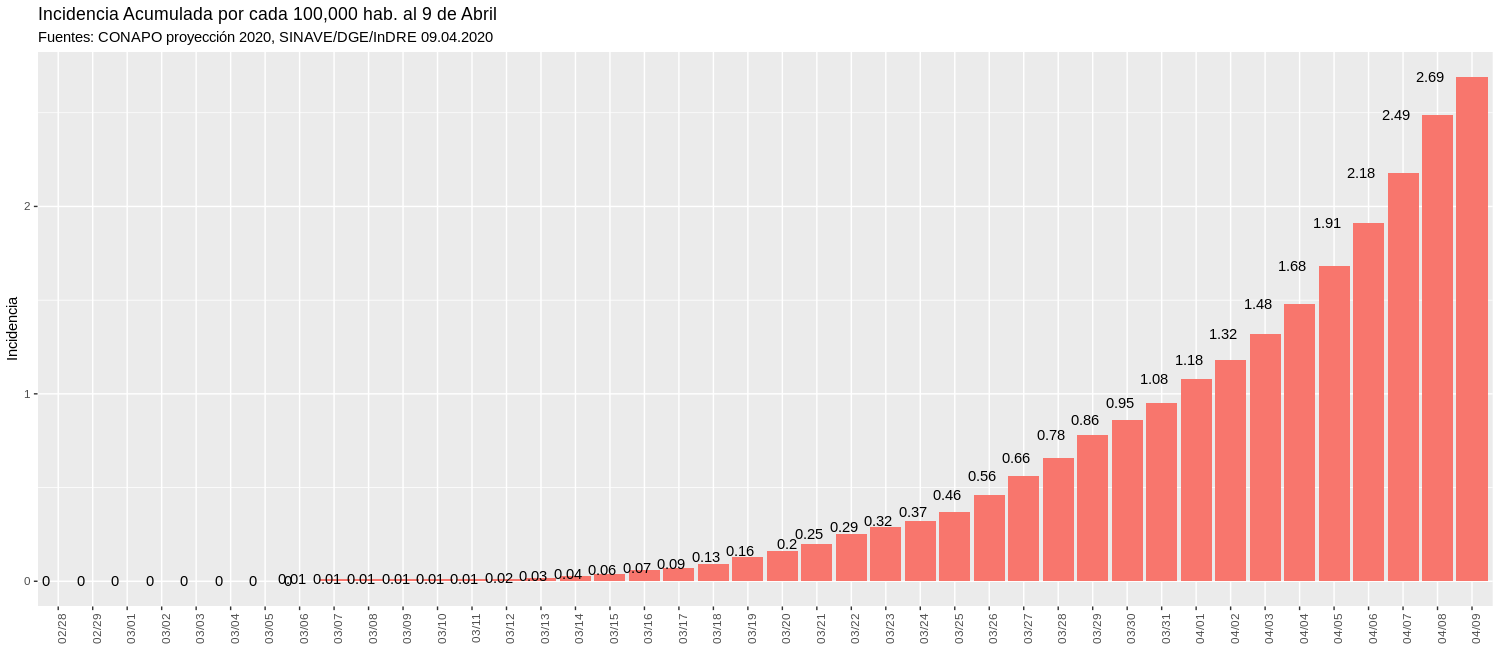 Incidencia Acumulada por cada 100,000 hab. al 9 de Abril
Fuentes: CONAPO proyección 2020, SINAVE/DGE/InDRE 09.04.2020
Incidencia
2
1
0
0 0 0 0 0 0 0 0 0.01 0.01 0.01 0.01 0.01 0.01 0.02 0.03 0.04 0.06 0.07 0.09 0.13 0.16 0.2 0.25 0.29 0.32 0.37 0.46 0.56 0.66 0.78 0.86 0.95 1.08 1.18 1.32 1.48 1.68 1.91 2.18 2.49 2.69
02/28 02/29 03/01 03/02 03/03 03/04 03/05 03/06 03/07 03/08 03/09 03/10 03/11 03/12 03/13 03/14 03/15 03/16 03/17 03/18 03/19 03/20 03/21 03/22 03/23 03/24 03/25 03/26 03/27 03/28 03/29 03/30 03/31 04/01 04/02 04/03 04/04 04/05 04/06 04/07 04/08 04/09